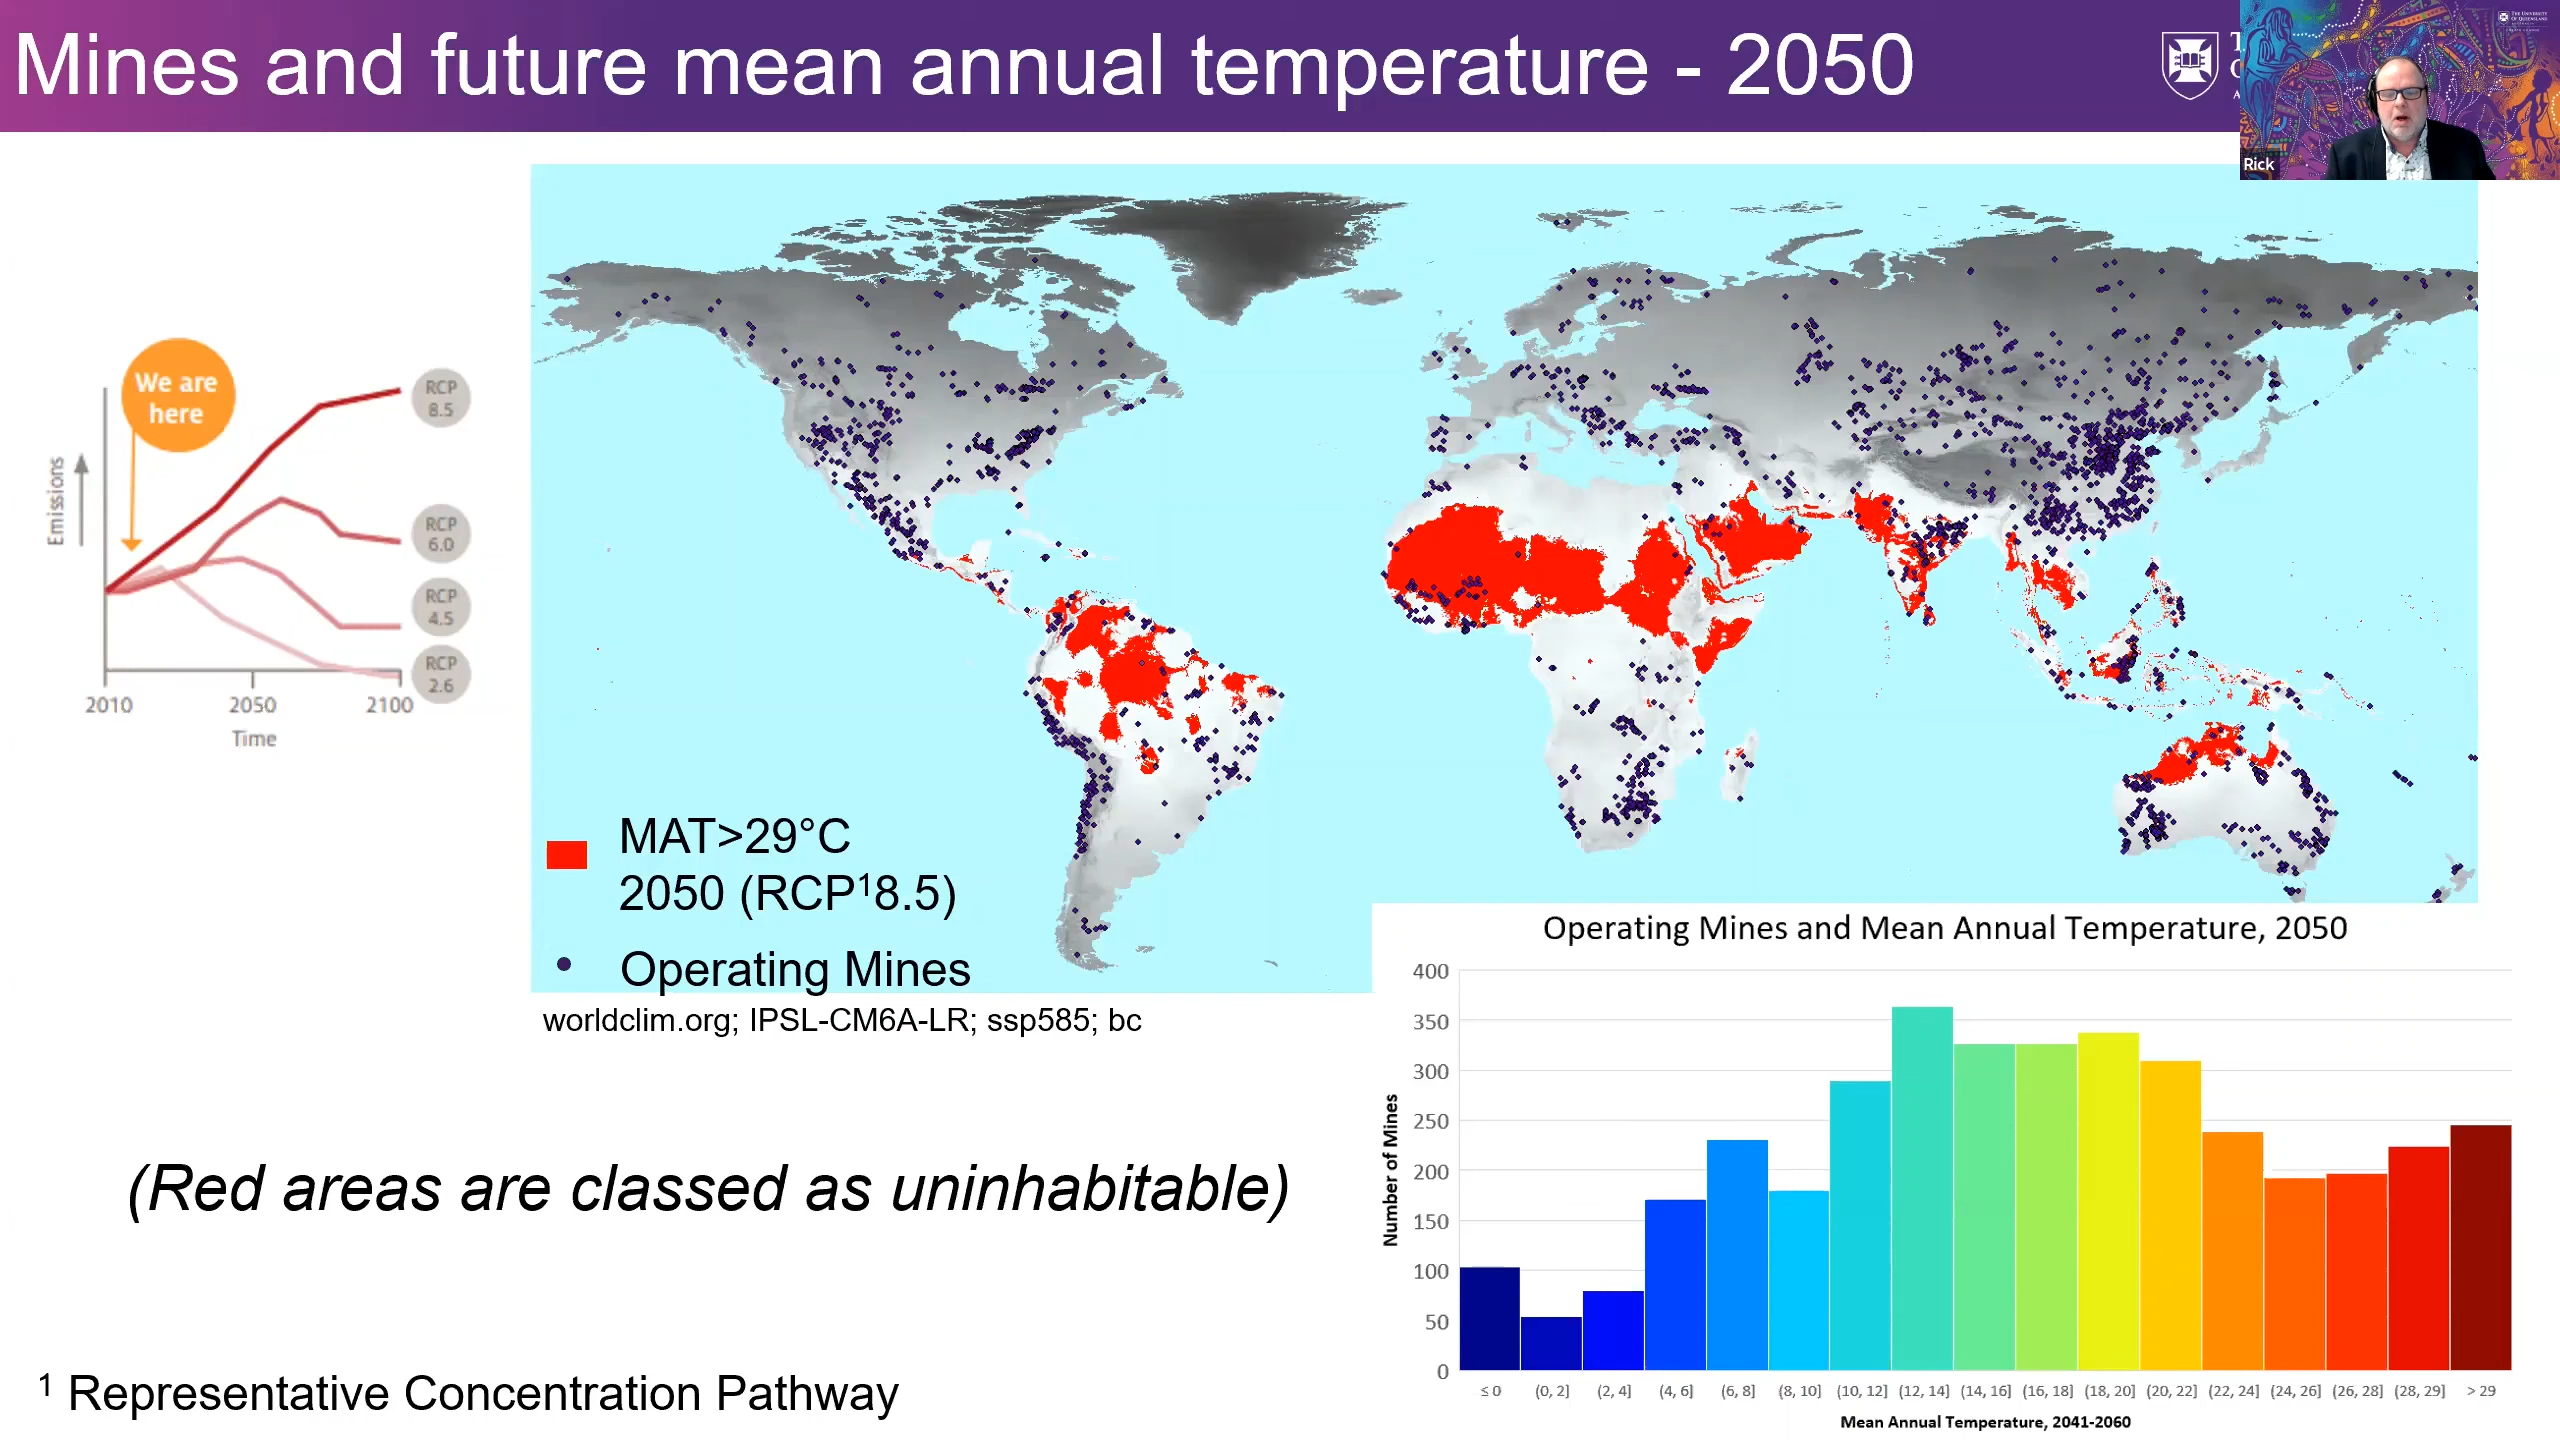 Mines and future mean annual temperature - 2050
THE UNIVERSITY
OF QUEENSLAND
Rick
We are
here
Emissions
RCP
8.5
RCP
6.0
RCP
4.5
RCP
2.6
2010
2050
2100
Time
MAT>29°C
2050 (RCP¹8.5)
Operating Mines
worldclim.org; IPSL-CM6A-LR; ssp585; bc
(Red areas are classed as uninhabitable)
¹ Representative Concentration Pathway
Operating Mines and Mean Annual Temperature, 2050
Number of Mines
400
350
300
250
200
150
100
50
0
≤ 0
(0, 2]
(2, 4]
(4, 6]
(6, 8]
(8, 10]
(10, 12]
(12, 14]
(14, 16]
(16, 18]
(18, 20]
(20, 22]
(22, 24]
(24, 26]
(26, 28]
(28, 29]
> 29
Mean Annual Temperature, 2041-2060